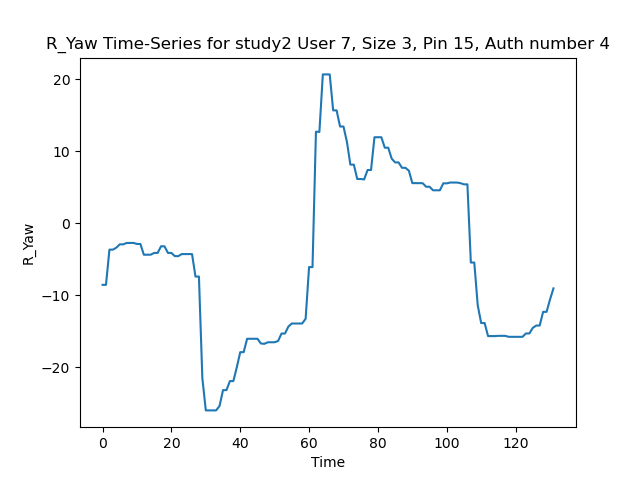 R_Yaw Time-Series for study2 User 7, Size 3, Pin 15, Auth number 4
20
10
0
−10
−20
R_Yaw
0 20 40 60 80 100 120
Time